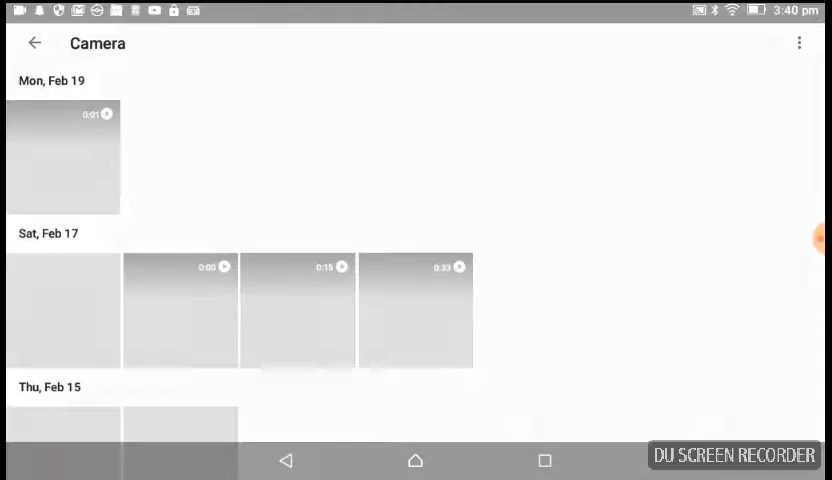 3:40 pm
Camera
Mon, Feb 19
0:01
Sat, Feb 17
0:00
0:15
0:33
Thu, Feb 15
DU SCREEN RECORDER